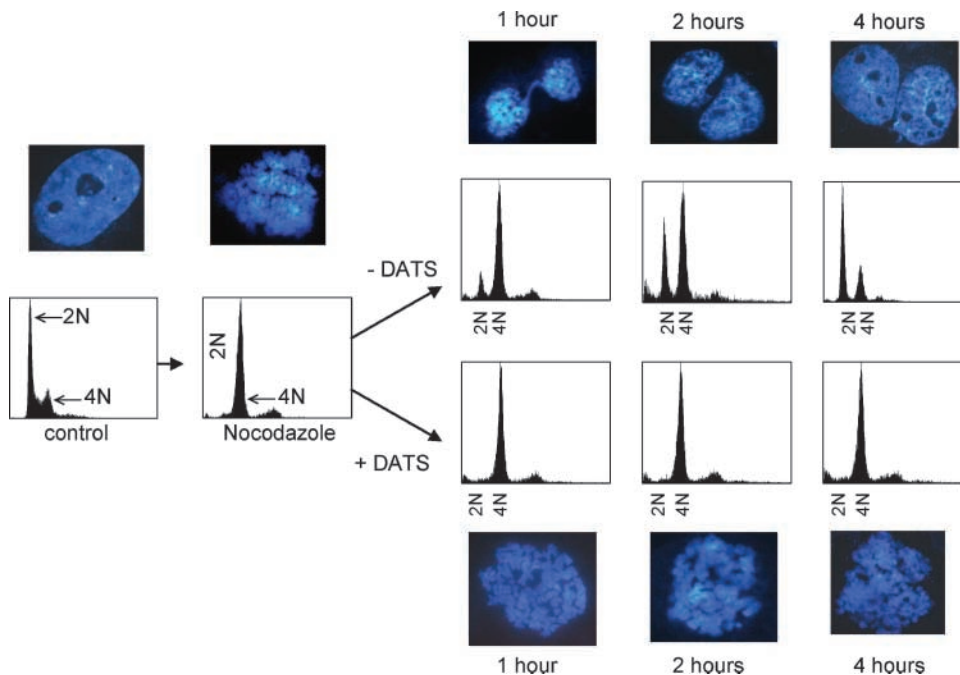 1 hour
2 hours
4 hours
- DATS
2N
4N
2N
4N
2N
4N
2N
4N
control
2N
4N
Nocodazole
+ DATS
2N
4N
2N
4N
2N
4N
1 hour
2 hours
4 hours